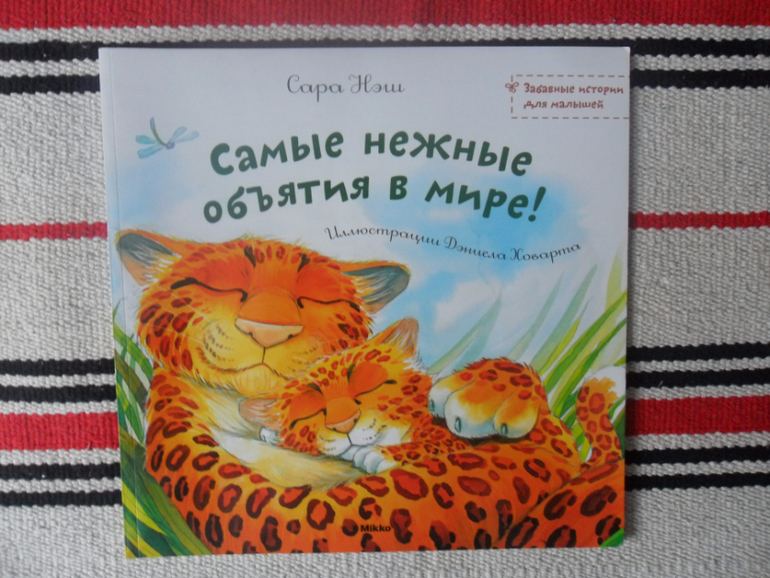 Сара Нэш
Забавные истории
для малышей
Самые нежные
объятия в мире!
Иллюстрации Дэниела Ховарта
Mikko